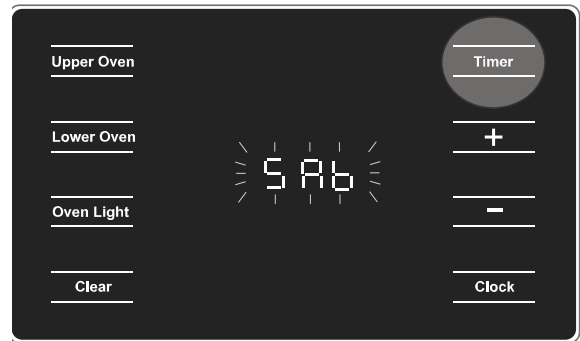 Upper Oven
Lower Oven
Oven Light
Clear
SAb
Timer
+
−
Clock